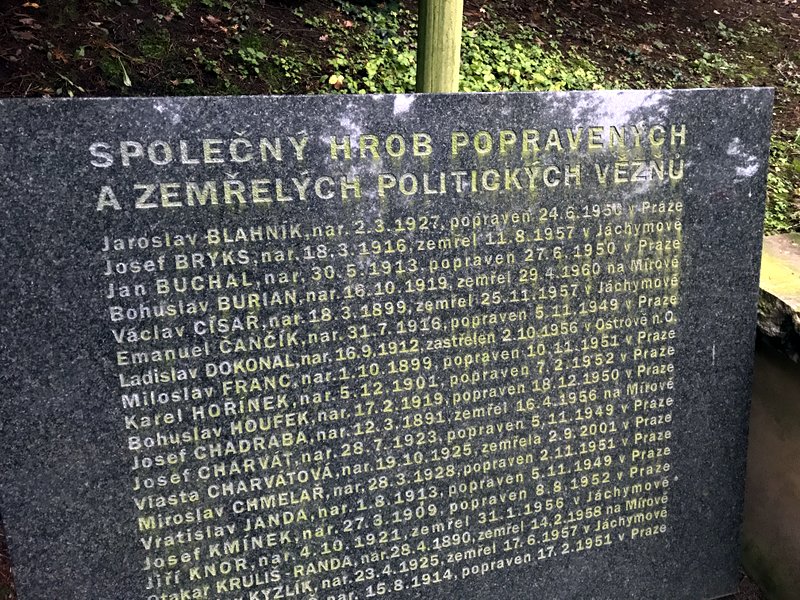 SPOLEČNÝ HROB POPRAVENÝCH
A ZEMŘELÝCH POLITICKÝCH VĚZŇŮ
Jaroslav BLAHNÍK, nar. 2.3.1927, popraven 24.6.1950 v Praze
Josef BRYKS, nar. 18.3.1916, zemřel 11.8.1957 v Jáchymově
Jan BUCHAL, nar. 30.5.1913, popraven 27.6.1950 v Praze
Bohuslav BURIAN, nar. 16.10.1919, zemřel 29.4.1960 na Mírově
Václav CÍSAŘ, nar. 18.3.1899, zemřel 25.11.1957 v Jáchymově
Emanuel ČANČÍK, nar. 31.7.1916, popraven 5.11.1949 v Praze
Ladislav DOKONAL, nar. 16.9.1912, zastřelen 2.10.1956 v Ostrově n.O.
Miloslav FRANC, nar. 1.10.1899, popraven 10.11.1951 v Praze
Karel HOŘÍNEK, nar. 5.12.1901, popraven 7.2.1952 v Praze
Bohuslav HOUFEK, nar. 17.2.1919, popraven 18.12.1950 v Praze
Josef CHADRABA, nar. 12.3.1891, zemřel 16.4.1956 na Mírově
Josef CHARVÁT, nar. 28.7.1923, popraven 5.11.1949 v Praze
Vlasta CHARVÁTOVÁ, nar. 19.10.1925, zemřela 2.9.2001 v Praze
Miroslav CHMELAŘ, nar. 28.3.1928, popraven 2.11.1951 v Praze
Vratislav JANDA, nar. 1.8.1913, popraven 5.11.1949 v Praze
Josef KMÍNEK, nar. 27.3.1909 popraven 8.8.1952 v Praze
Jiří KNOR, nar. 4.10.1921, zemřel 31.1.1956 v Jáchymově
Otakar KRULIŠ-RANDA, nar. 28.4.1890, zemřel 14.2.1958 na Mírově
KYZLÍK, nar. 23.4.1925, zemřel 17.6.1957 v Jáchymově
nar. 15.8.1914, popraven 17.2.1951 v Praze